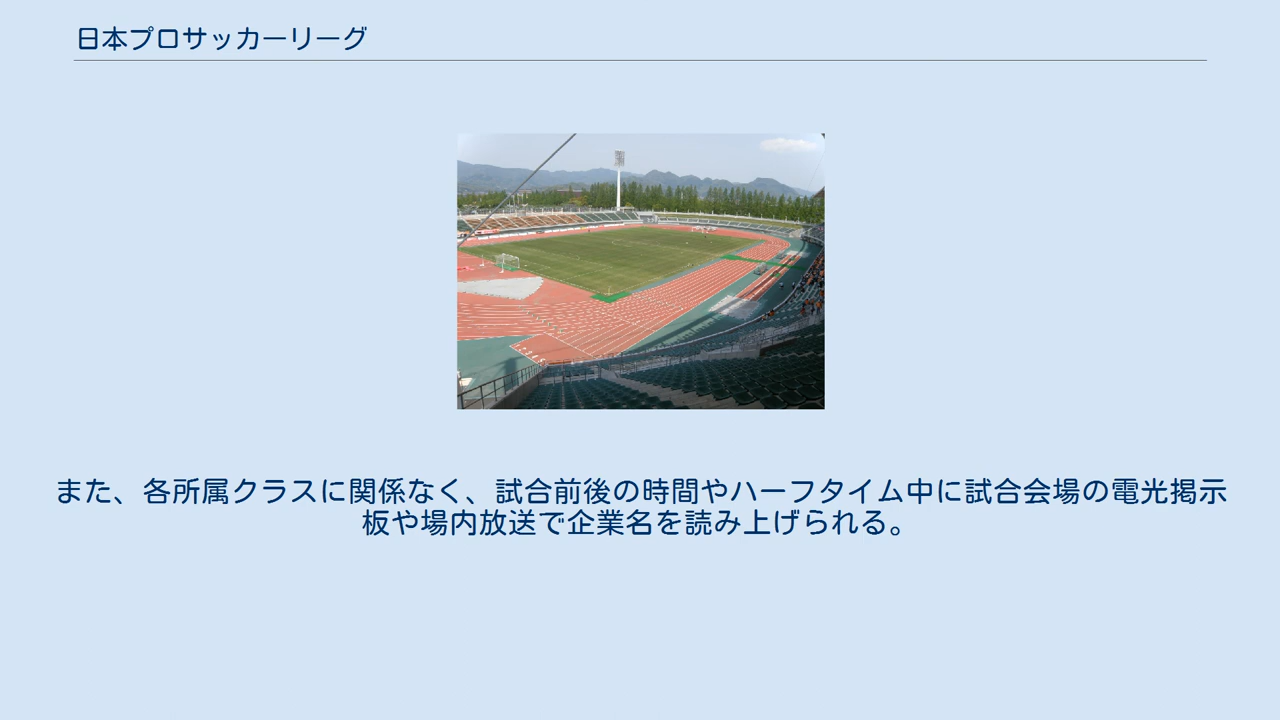 日本プロサッカーリーグ
また、各所属クラスに関係なく、試合前後の時間やハーフタイム中に試合会場の電光掲示
板や場内放送で企業名を読み上げられる。